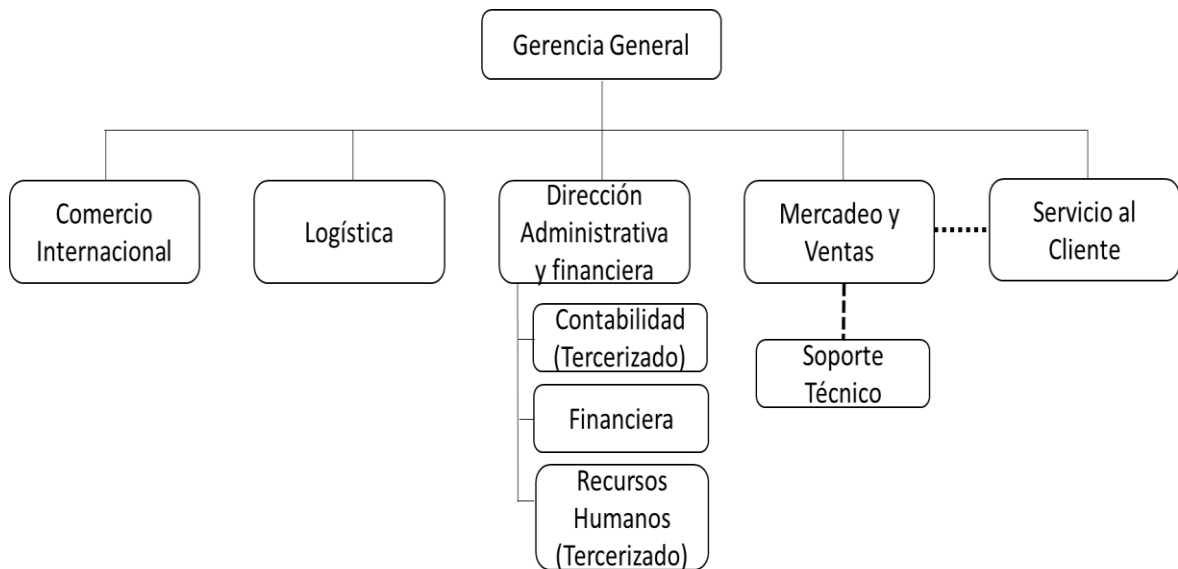 Gerencia General
Comercio
Internacional
Logística
Dirección
Administrativa
y financiera
Mercadeo y
Ventas
Servicio al
Cliente
Contabilidad
(Tercerizado)
Financiera
Recursos
Humanos
(Tercerizado)
Soporte
Técnico